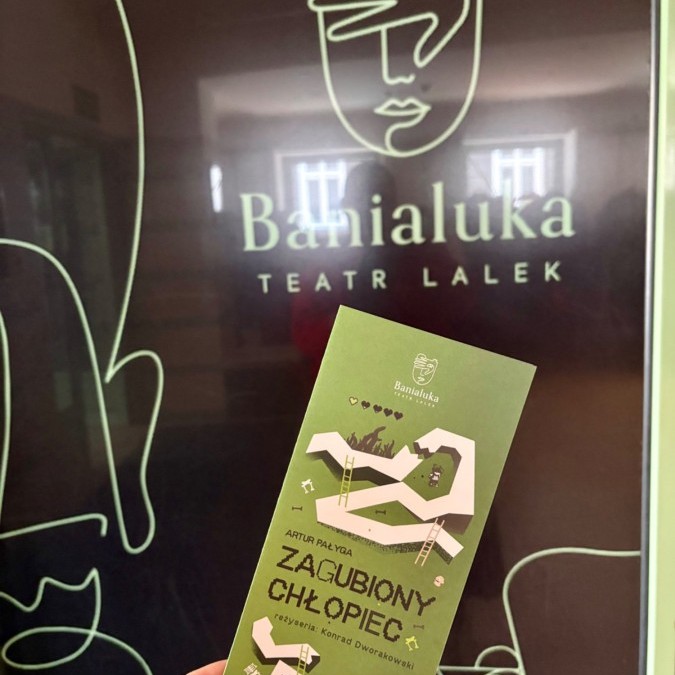 Banialuka
TEATR LALEK
Banialuka
TEATR LALEK
ARTUR PAŁYGA
ZAGUBIONY
CHŁOPIEC
reżyseria: Konrad Dworakowski